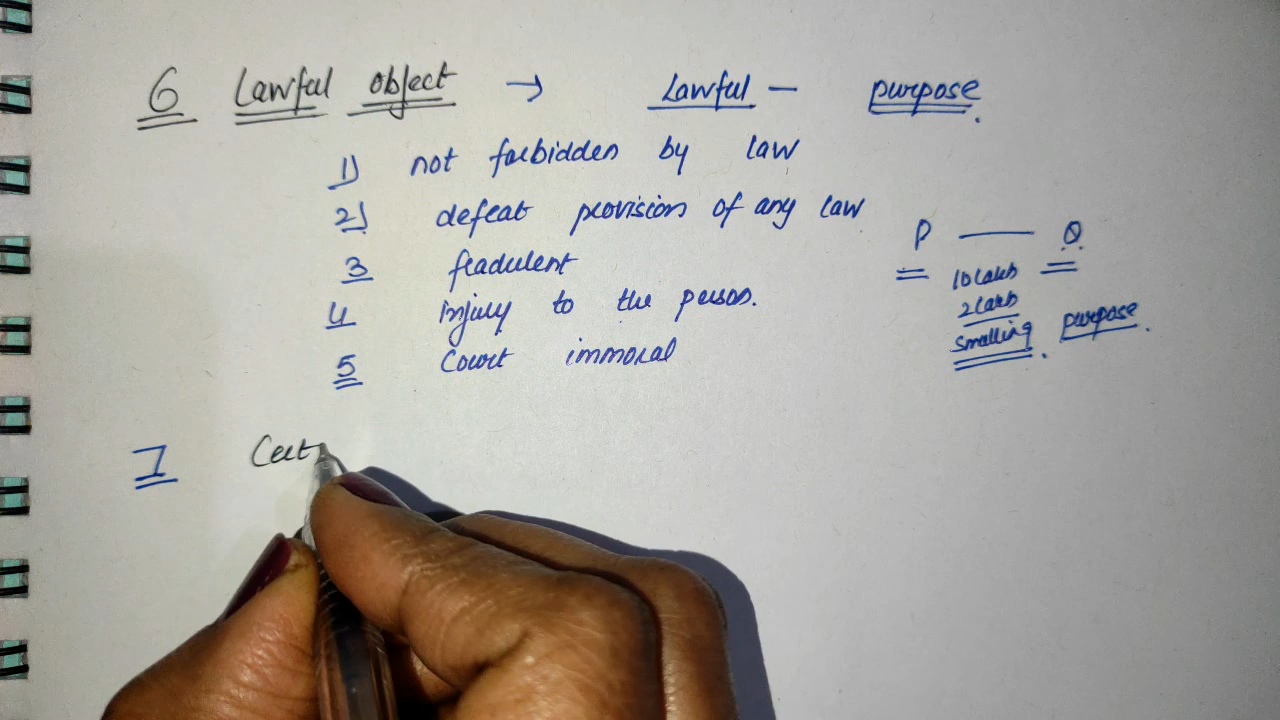 6 Lawful object → Lawful — purpose.
1) not forbidden by law
2) defeat provision of any law
3 fradulent
4 injury to the person.
5 Court immoral
P — Q
10 lakhs
2 lakh
smalling purpose.
7 Cert